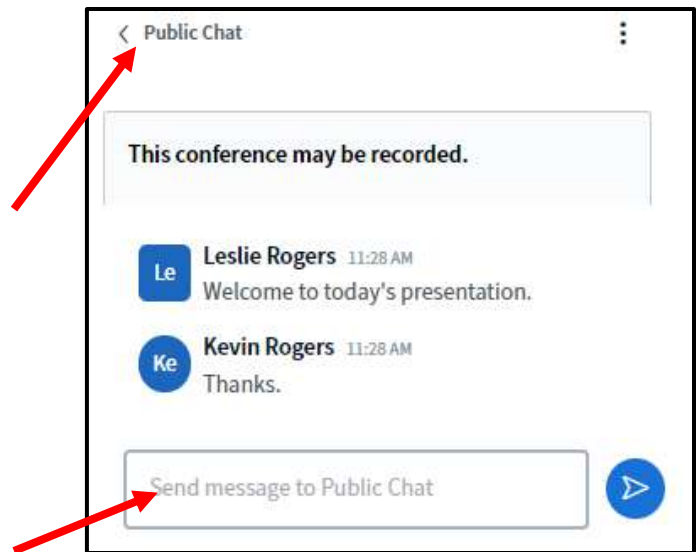 Public Chat
This conference may be recorded.
Le
Leslie Rogers 11:28 AM
Welcome to today's presentation.
Ke
Kevin Rogers 11:28 AM
Thanks.
Send message to Public Chat